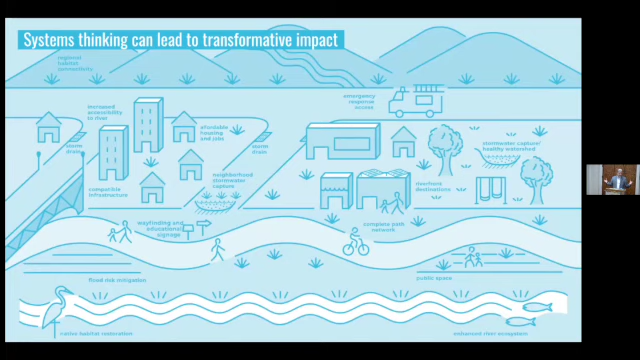 Systems thinking can lead to transformative impact
regional
habitat
connectivity
emergency
response
access
increased
accessibility
to river
affordable
housing
and jobs
storm
drain
storm
drain
stormwater capture/
healthy watershed
compatible
infrastructure
neighborhood
stormwater
capture
riverfront
destinations
wayfinding and
educational
signage
complete path
network
flood risk mitigation
public space
native habitat restoration
enhanced river ecosystem